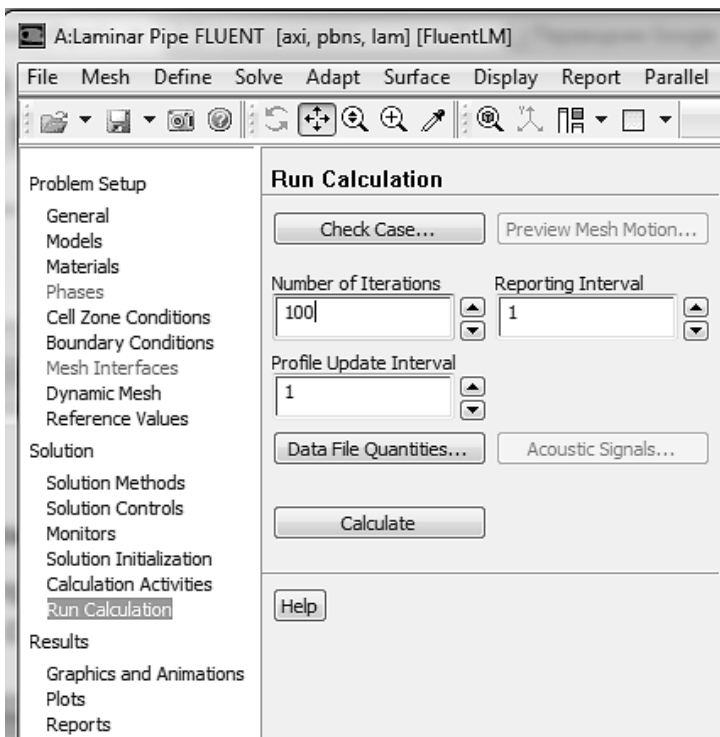 A:Laminar Pipe FLUENT [axi, pbns, lam] [FluentLM]
File Mesh Define Solve Adapt Surface Display Report Parallel
Problem Setup
General
Models
Materials
Phases
Cell Zone Conditions
Boundary Conditions
Mesh Interfaces
Dynamic Mesh
Reference Values
Solution
Solution Methods
Solution Controls
Monitors
Solution Initialization
Calculation Activities
Run Calculation
Results
Graphics and Animations
Plots
Reports
Run Calculation
Check Case... Preview Mesh Motion...
Number of Iterations Reporting Interval
100 1
Profile Update Interval
1
Data File Quantities... Acoustic Signals...
Calculate
Help